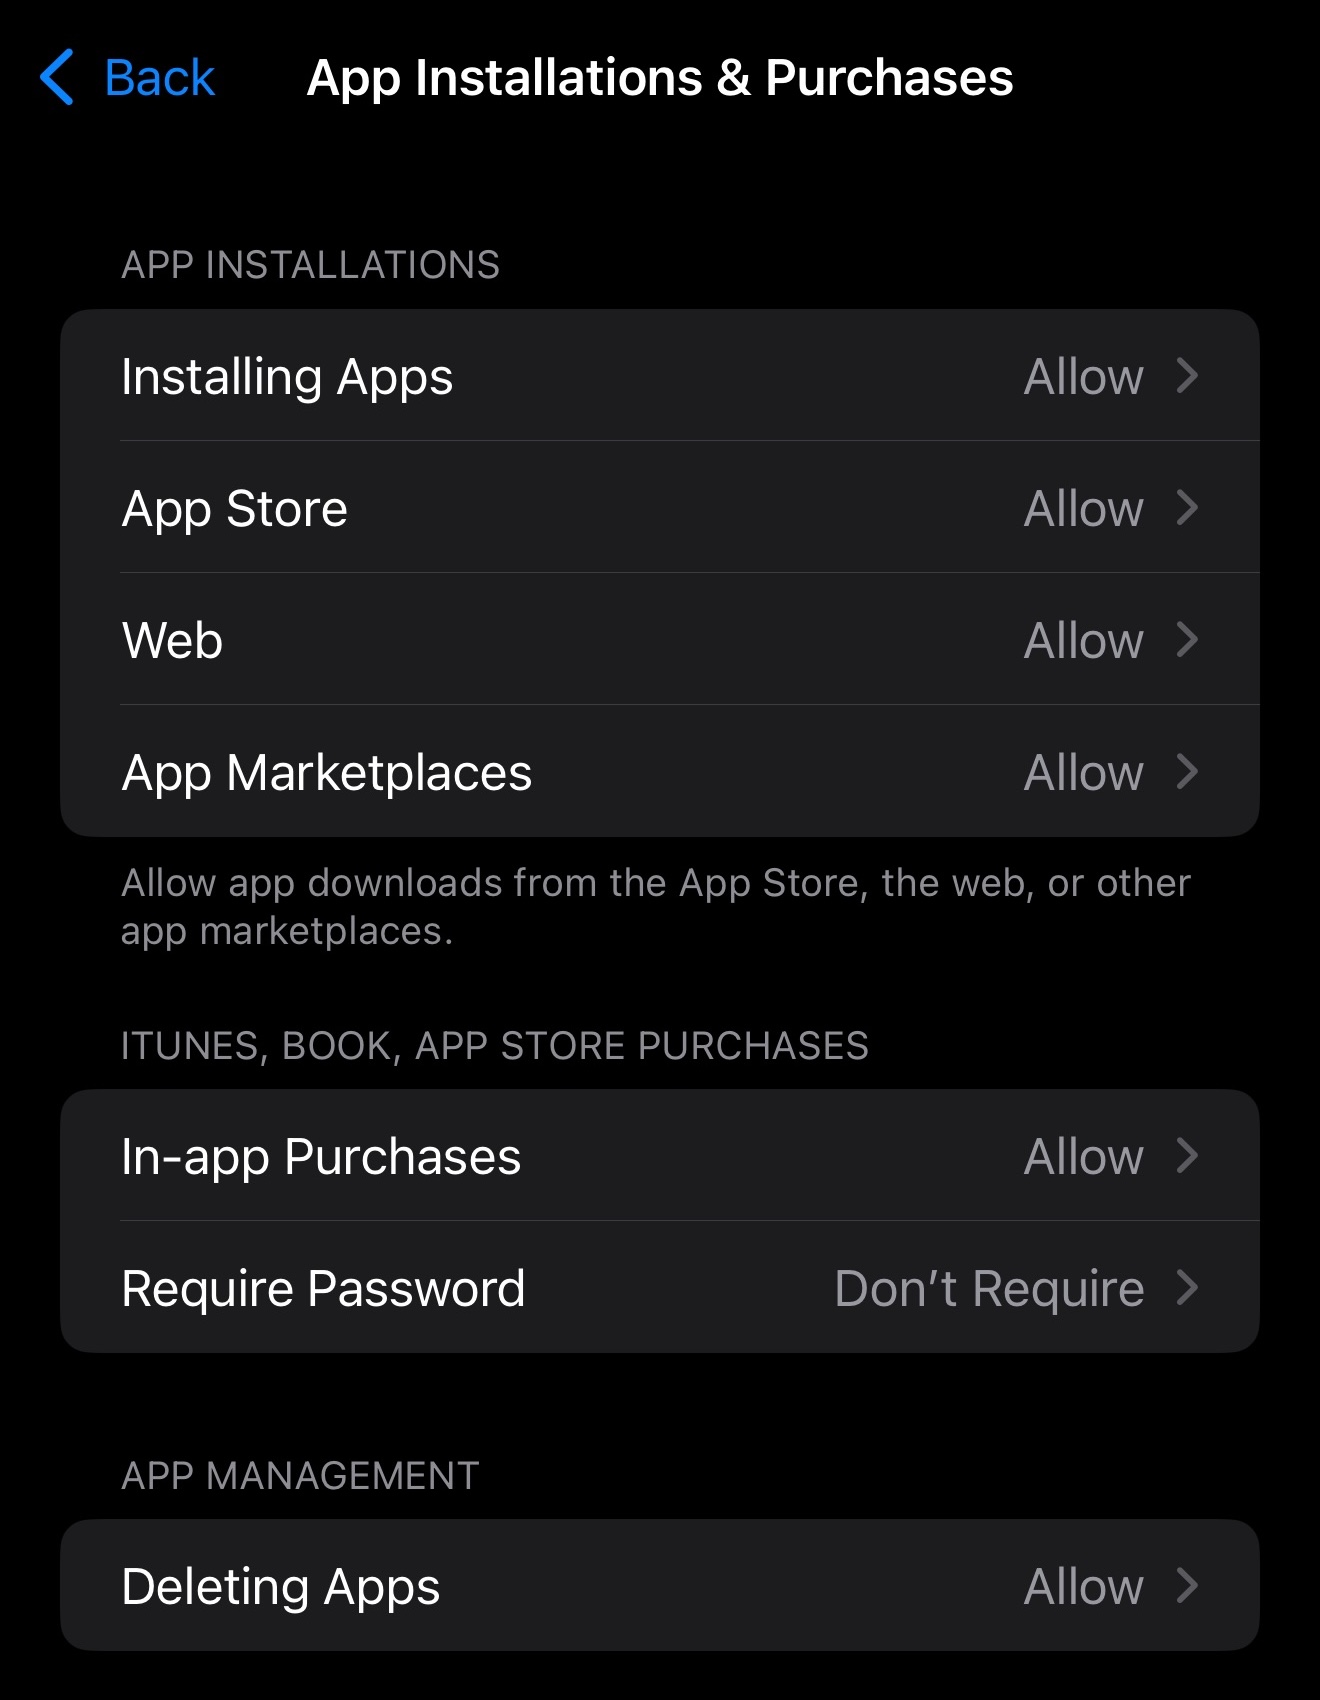 Back
App Installations & Purchases
APP INSTALLATIONS
Installing Apps Allow
App Store Allow
Web Allow
App Marketplaces Allow
Allow app downloads from the App Store, the web, or other
app marketplaces.
ITUNES, BOOK, APP STORE PURCHASES
In-app Purchases Allow
Require Password Don’t Require
APP MANAGEMENT
Deleting Apps Allow